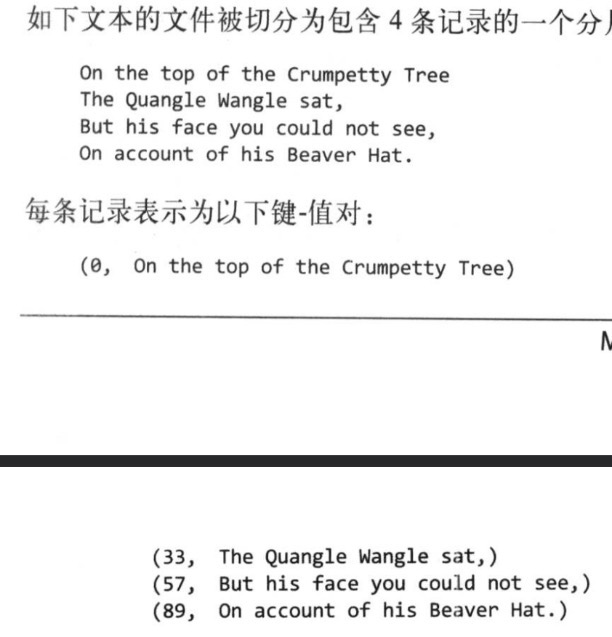 如下文本的文件被切分为包含 4 条记录的一个分
On the top of the Crumpetty Tree
The Quangle Wangle sat,
But his face you could not see,
On account of his Beaver Hat.
每条记录表示为以下键-值对：
(0, On the top of the Crumpetty Tree)
(33, The Quangle Wangle sat,)
(57, But his face you could not see,)
(89, On account of his Beaver Hat.)